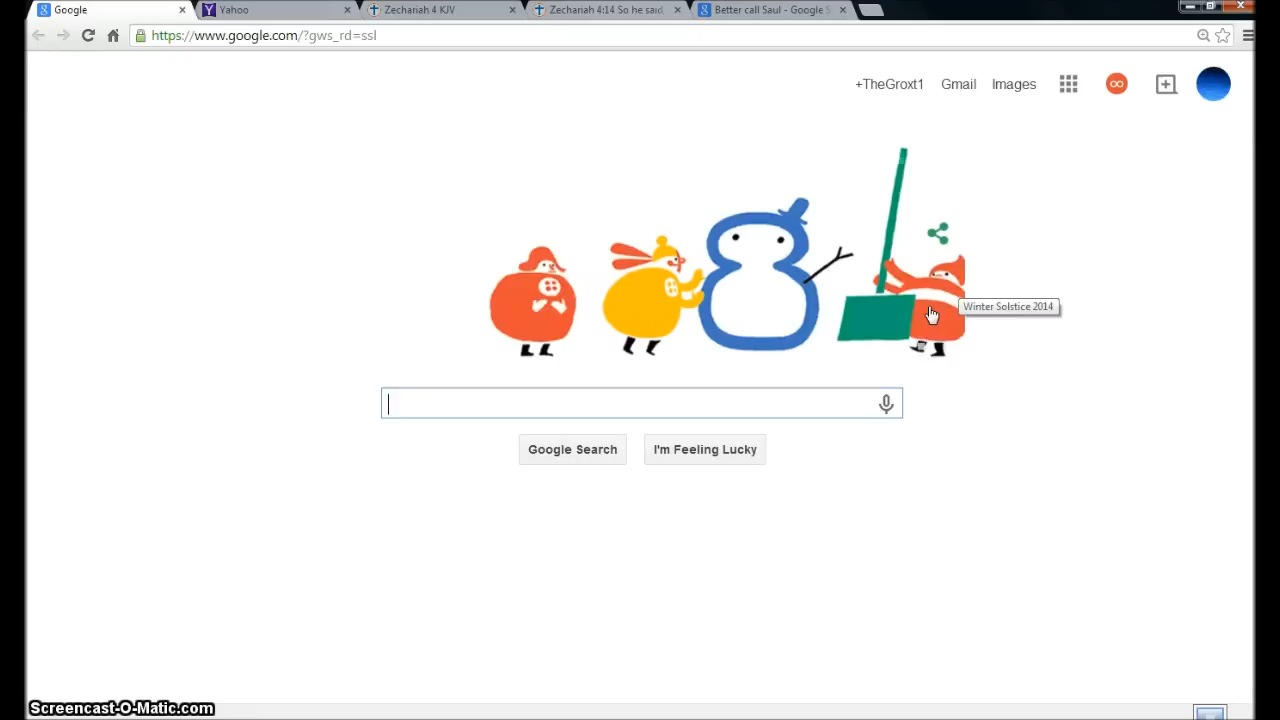 Google
Yahoo
Zechariah 4 KJV
Zechariah 4:14 So he said,
Better call Saul - Google S
https://www.google.com/?gws_rd=ssl
+TheGroxt1 Gmail Images
Winter Solstice 2014
Google Search
I'm Feeling Lucky
Screencast-O-Matic.com